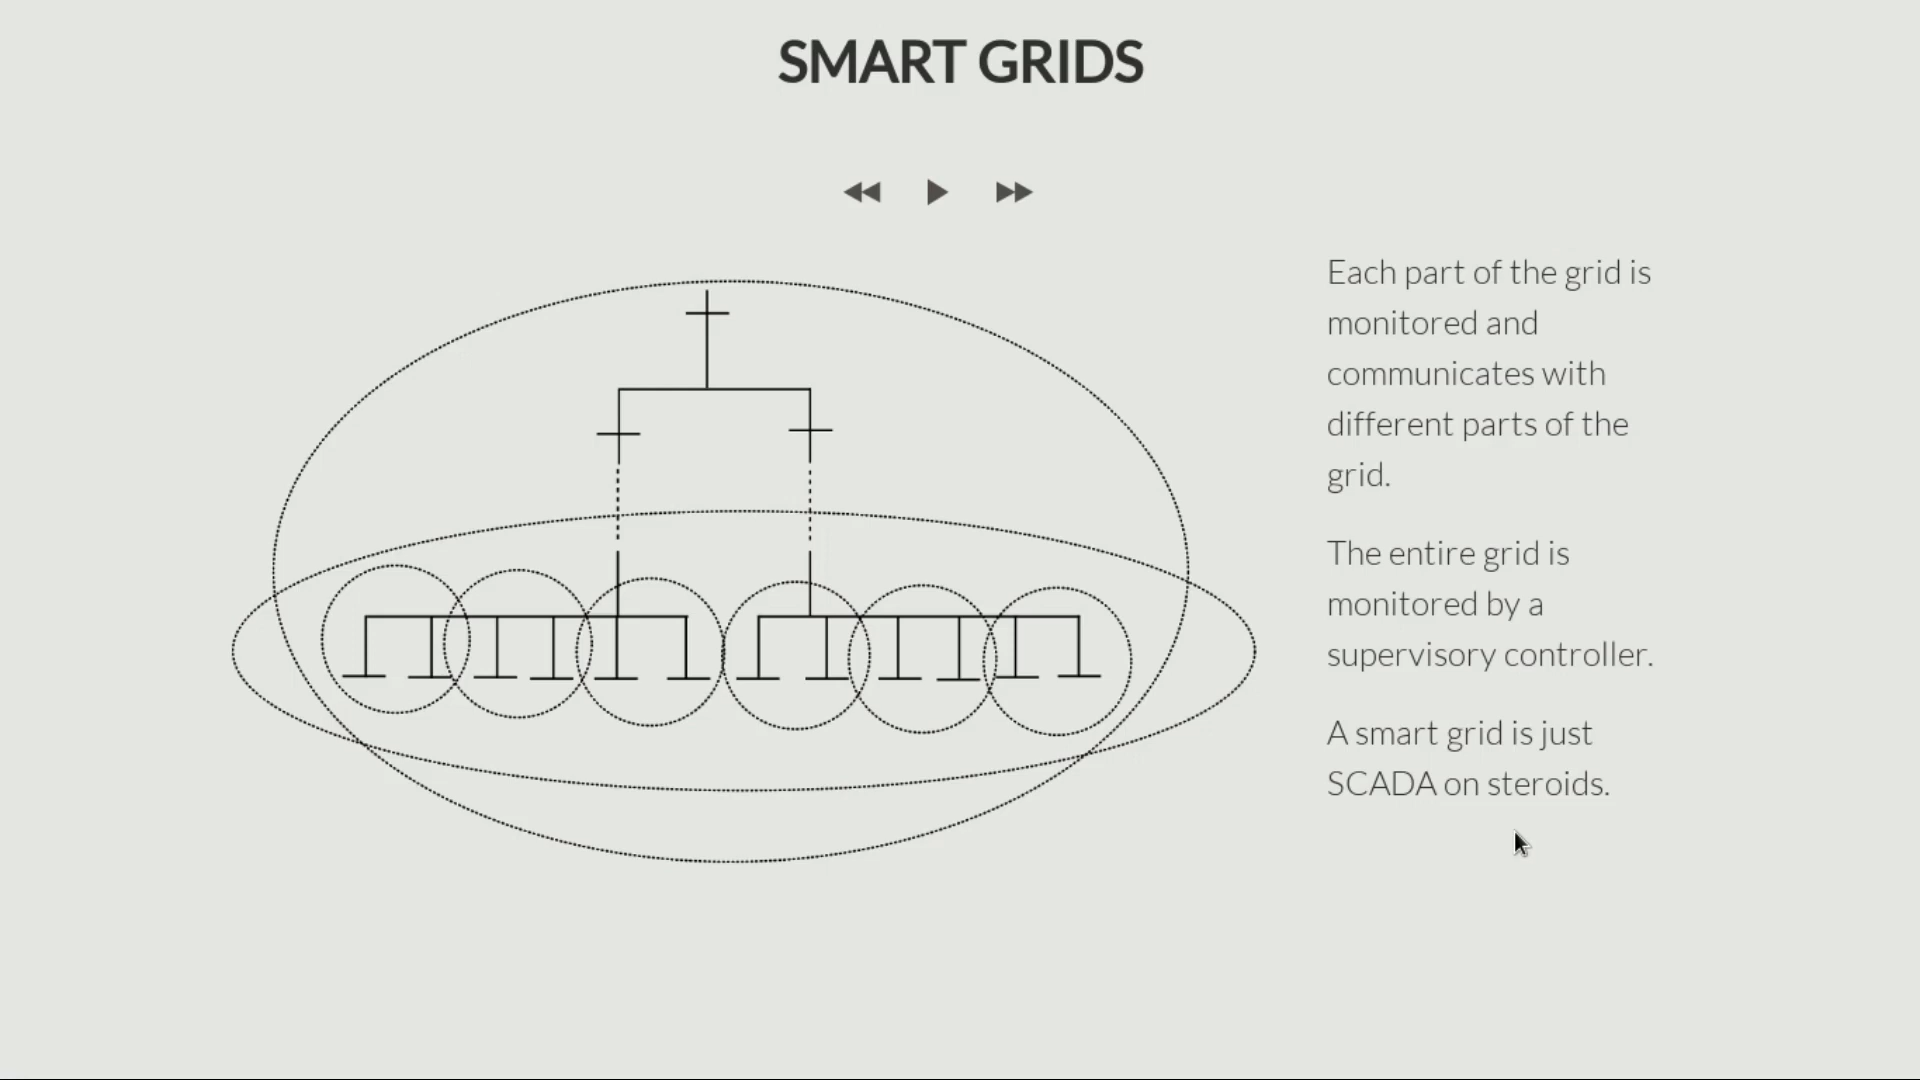 SMART GRIDS
Each part of the grid is
monitored and
communicates with
different parts of the
grid.
The entire grid is
monitored by a
supervisory controller.
A smart grid is just
SCADA on steroids.